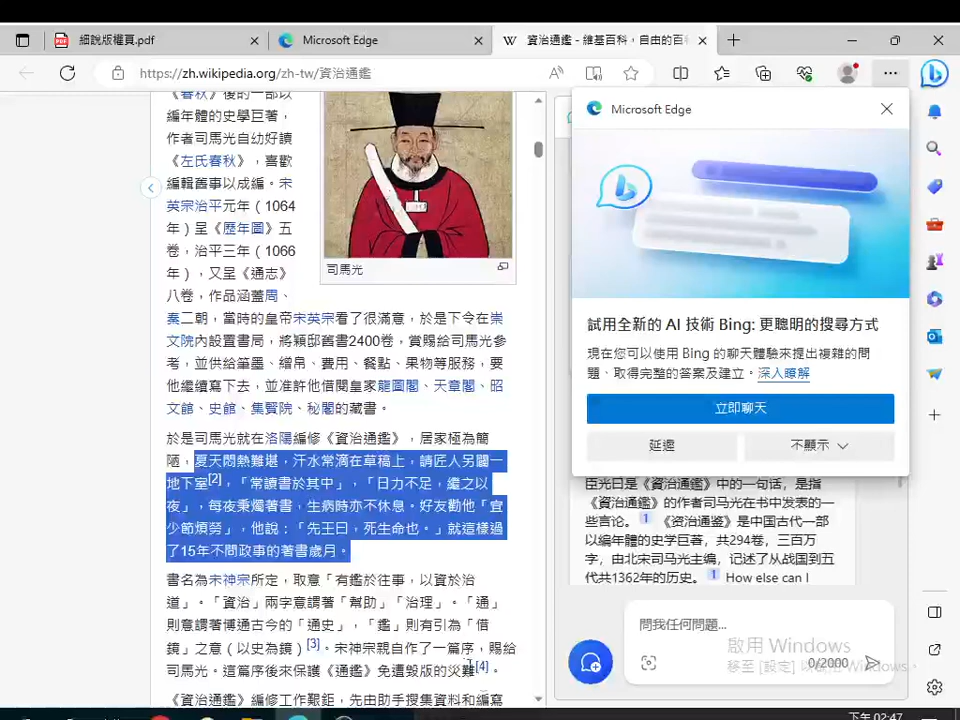 細說版權頁.pdf
Microsoft Edge
資治通鑑 - 維基百科，自由的百科
https://zh.wikipedia.org/zh-tw/資治通鑑
《春秋》後的一部以
編年體的史學巨著，
作者司馬光自幼好讀
《左氏春秋》，喜歡
編輯舊事以成編。宋
英宗治平元年（1064
年）呈《歷年圖》五
卷，治平三年（1066
年），又呈《通志》
八卷，作品涵蓋周、
秦二朝，當時的皇帝宋英宗看了很滿意，於是下令在崇
文院內設置書局，將穎邸舊書2400卷，賞賜給司馬光參
考，並供給筆墨、繒帛、費用、餐點、果物等服務，要
他繼續寫下去，並准許他借閱皇家龍圖閣、天章閣、昭
文館、史館、集賢院、秘閣的藏書。
司馬光
於是司馬光就在洛陽編修《資治通鑑》，居家極為簡
陋，夏天悶熱難堪，汗水常滴在草稿上，請匠人另闢一
地下室[2]，「常讀書於其中」，「日力不足，繼之以
夜」，每夜秉燭著書，生病時亦不休息。好友勸他「宜
少節煩勞」，他說：「先王曰，死生命也。」就這樣過
了15年不問政事的著書歲月。
書名為宋神宗所定，取意「有鑑於往事，以資於治
道」。「資治」兩字意謂著「幫助」「治理」。「通」
則意謂著博通古今的「通史」，「鑑」則有引為「借
鏡」之意（以史為鏡）[3]。宋神宗親自作了一篇序，賜給
司馬光。這篇序後來保護《通鑑》免遭毀版的災難[4]。
《資治通鑑》編修工作艱鉅，先由助手搜集資料和編寫
Microsoft Edge
試用全新的 AI 技術 Bing: 更聰明的搜尋方式
現在您可以使用 Bing 的聊天體驗來提出複雜的問
題、取得完整的答案及建立。深入瞭解
立即聊天
延遲
不顯示
臣光曰是《資治通鑑》中的一句话，是指
《資治通鑑》的作者司马光在书中发表的一
些言论。 1 《资治通鉴》是中国古代一部
以编年体的史学巨著，共294卷，三百万
字，由北宋司马光主编，记述了从战国到五
代共1362年的历史。 1 How else can I
問我任何問題...
啟用 Windows
移至 [設定] 以啟用 Windows。
0/2000
下午 02:47